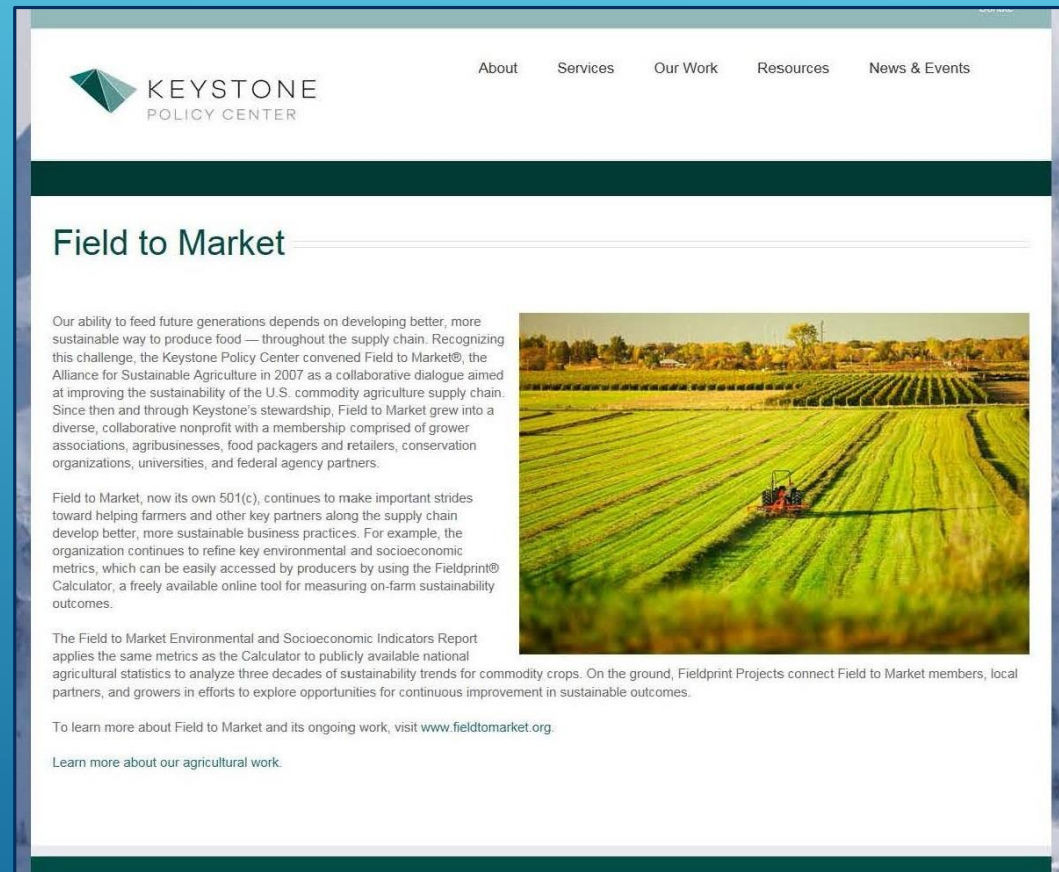 About Services Our Work Resources News & Events
KEYSTONE
POLICY CENTER
Field to Market
Our ability to feed future generations depends on developing better, more
sustainable way to produce food — throughout the supply chain. Recognizing
this challenge, the Keystone Policy Center convened Field to Market®, the
Alliance for Sustainable Agriculture in 2007 as a collaborative dialogue aimed
at improving the sustainability of the U.S. commodity agriculture supply chain.
Since then and through Keystone's stewardship, Field to Market grew into a
diverse, collaborative nonprofit with a membership comprised of grower
associations, agribusinesses, food packagers and retailers, conservation
organizations, universities, and federal agency partners.
Field to Market, now its own 501(c), continues to make important strides
toward helping farmers and other key partners along the supply chain
develop better, more sustainable business practices. For example, the
organization continues to refine key environmental and socioeconomic
metrics, which can be easily accessed by producers by using the Fieldprint®
Calculator, a freely available online tool for measuring on-farm sustainability
outcomes.
The Field to Market Environmental and Socioeconomic Indicators Report
applies the same metrics as the Calculator to publicly available national
agricultural statistics to analyze three decades of sustainability trends for commodity crops. On the ground, Fieldprint Projects connect Field to Market members, local
partners, and growers in efforts to explore opportunities for continuous improvement in sustainable outcomes.
To learn more about Field to Market and its ongoing work, visit www.fieldtomarket.org.
Learn more about our agricultural work.